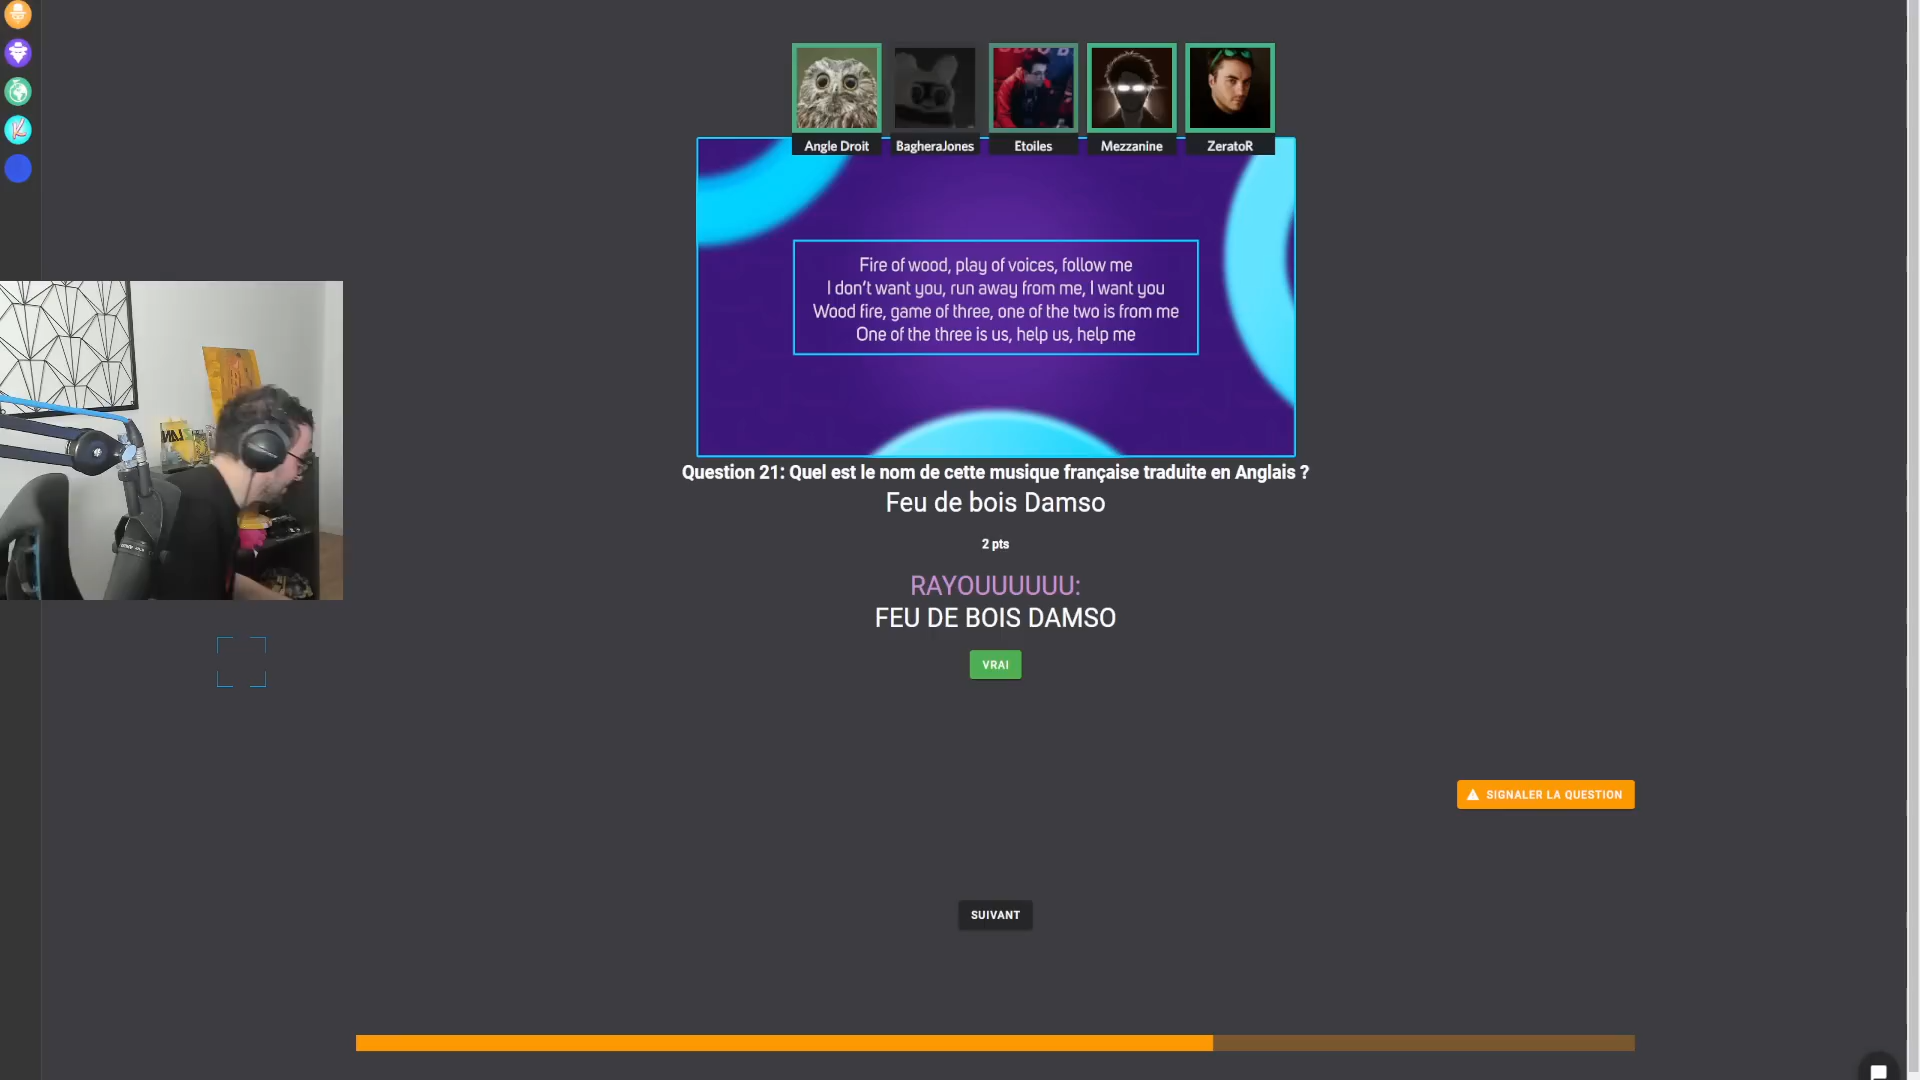 Angle Droit
BagheraJones
Etoiles
Mezzanine
ZeratoR
Fire of wood, play of voices, follow me
I don't want you, run away from me, I want you
Wood fire, game of three, one of the two is from me
One of the three is us, help us, help me
Question 21: Quel est le nom de cette musique française traduite en Anglais ?
Feu de bois Damso
2 pts
RAYOUUUUUU:
FEU DE BOIS DAMSO
VRAI
SIGNALER LA QUESTION
SUIVANT